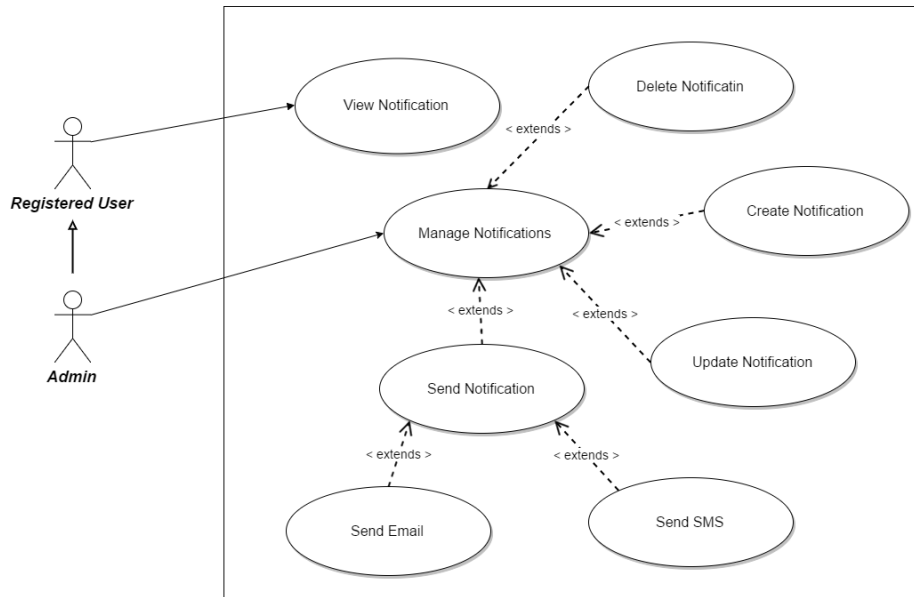 Delete Notificatin
View Notification
< extends >
Registered User
Create Notification
< extends >
Manage Notifications
< extends >
< extends >
Admin
Update Notification
Send Notification
< extends >
< extends >
Send Email
Send SMS